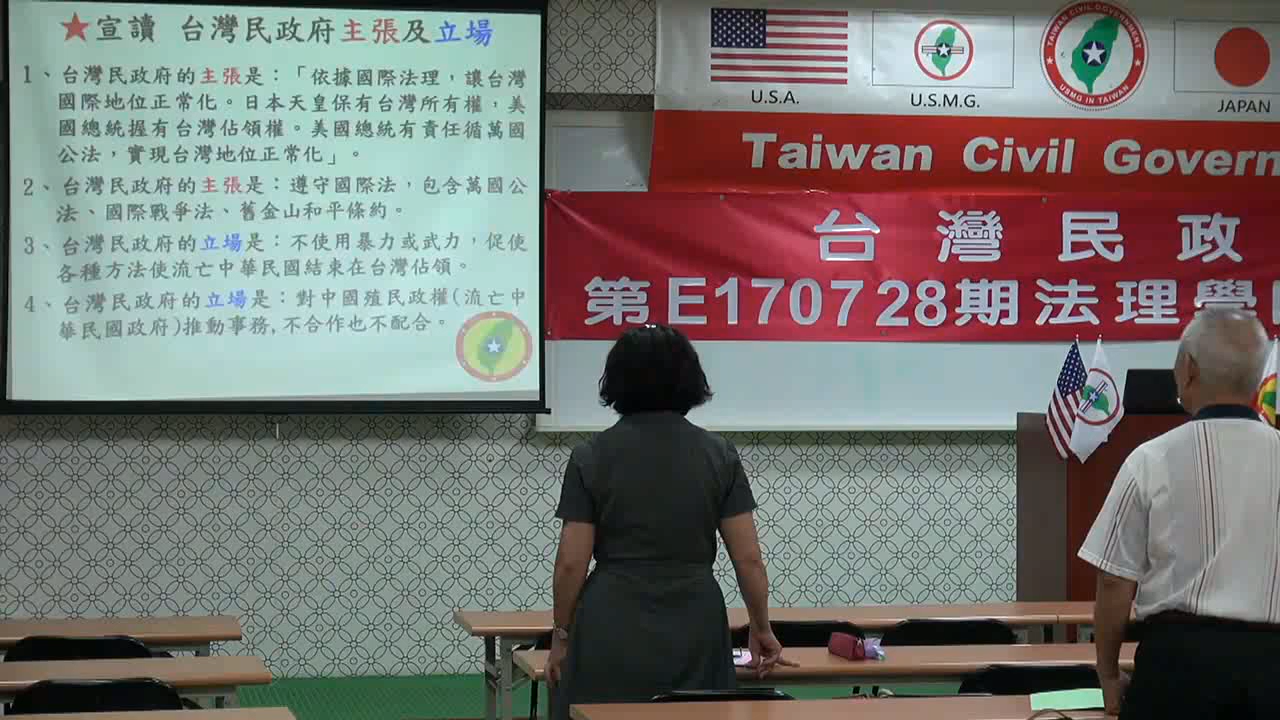 ★宣讀 台灣民政府主張及立場
1、台灣民政府的主張是：「依據國際法理，讓台灣
國際地位正常化。日本天皇保有台灣所有權，美
國總統握有台灣佔領權。美國總統有責任循萬國
公法，實現台灣地位正常化」。
2、台灣民政府的主張是：遵守國際法，包含萬國公
法、國際戰爭法、舊金山和平條約。
3、台灣民政府的立場是：不使用暴力或武力，促使
各種方法使流亡中華民國結束在台灣佔領。
4、台灣民政府的立場是：對中國殖民政權(流亡中
華民國政府)推動事務,不合作也不配合。
U.S.A.
U.S.M.G.
TAIWAN CIVIL GOVERNMENT
USMG IN TAIWAN
JAPAN
Taiwan Civil Governm
台灣民政
第E170728期法理學